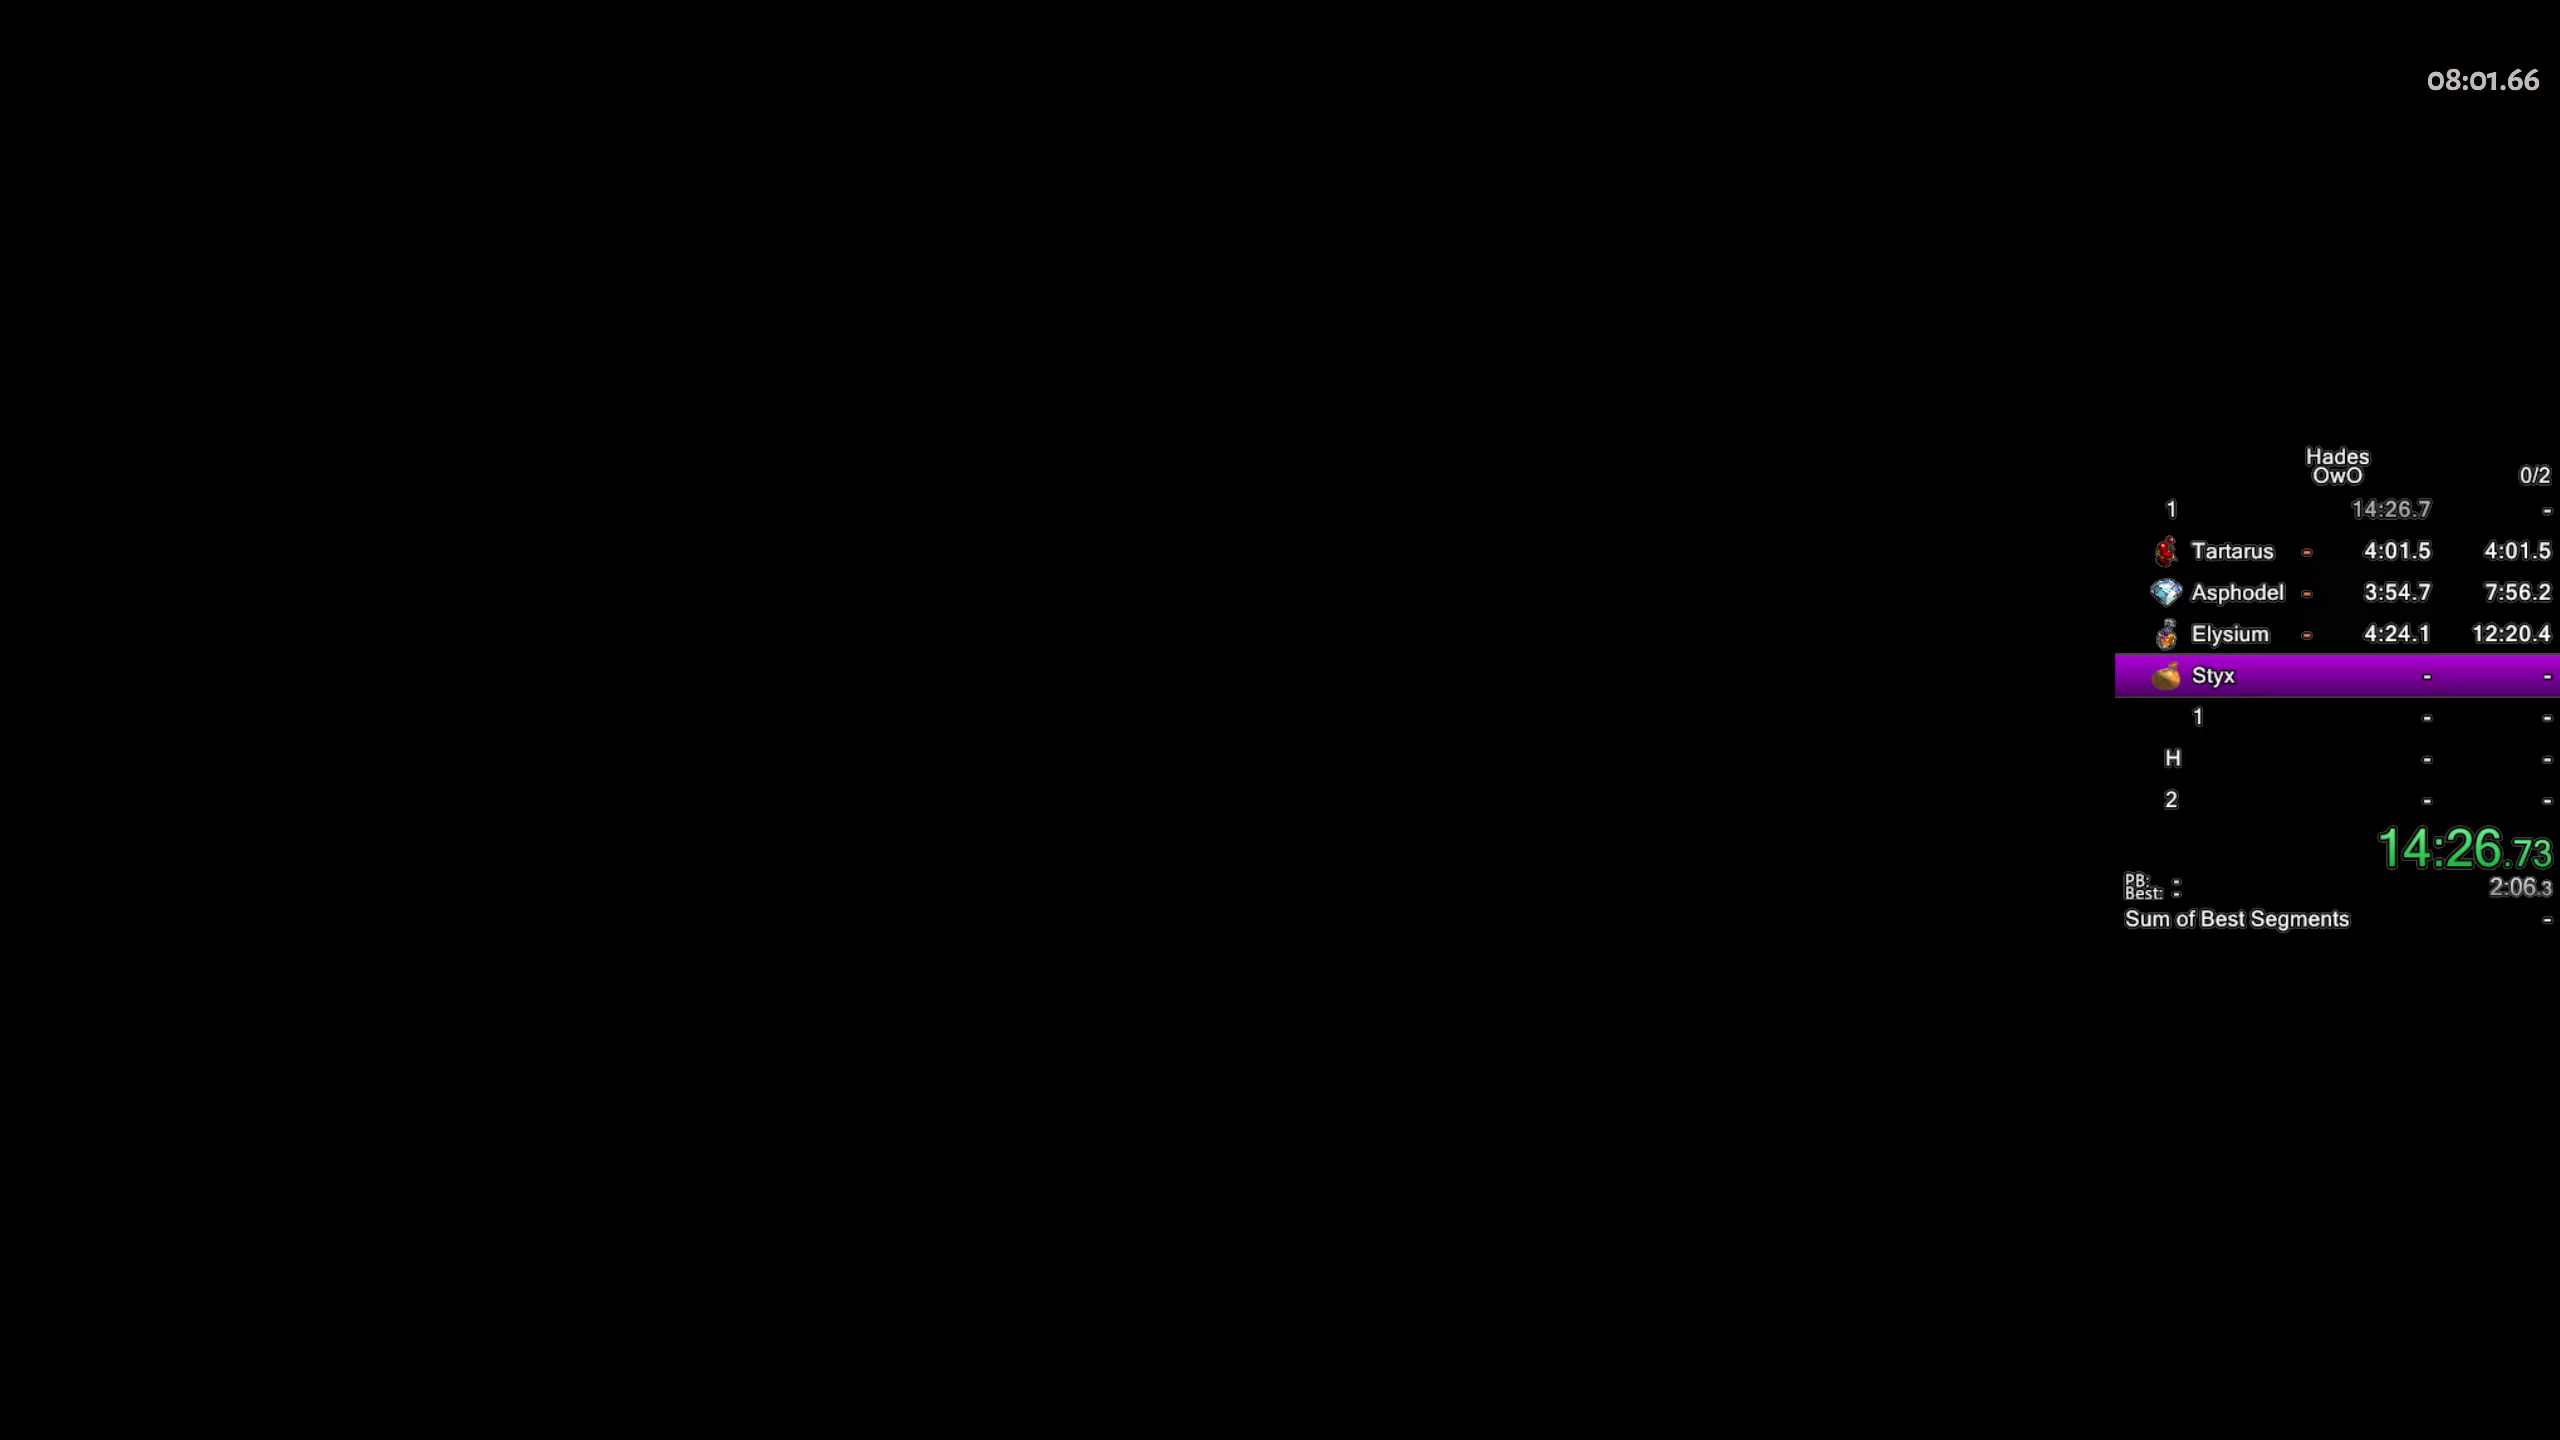 08:01.66
Hades
OwO 0/2
1 14:26.7 -
Tartarus - 4:01.5 4:01.5
Asphodel - 3:54.7 7:56.2
Elysium - 4:24.1 12:20.4
Styx - -
1 - -
H - -
2 - -
14:26.73
PB: - 2:06.3
Best: -
Sum of Best Segments -